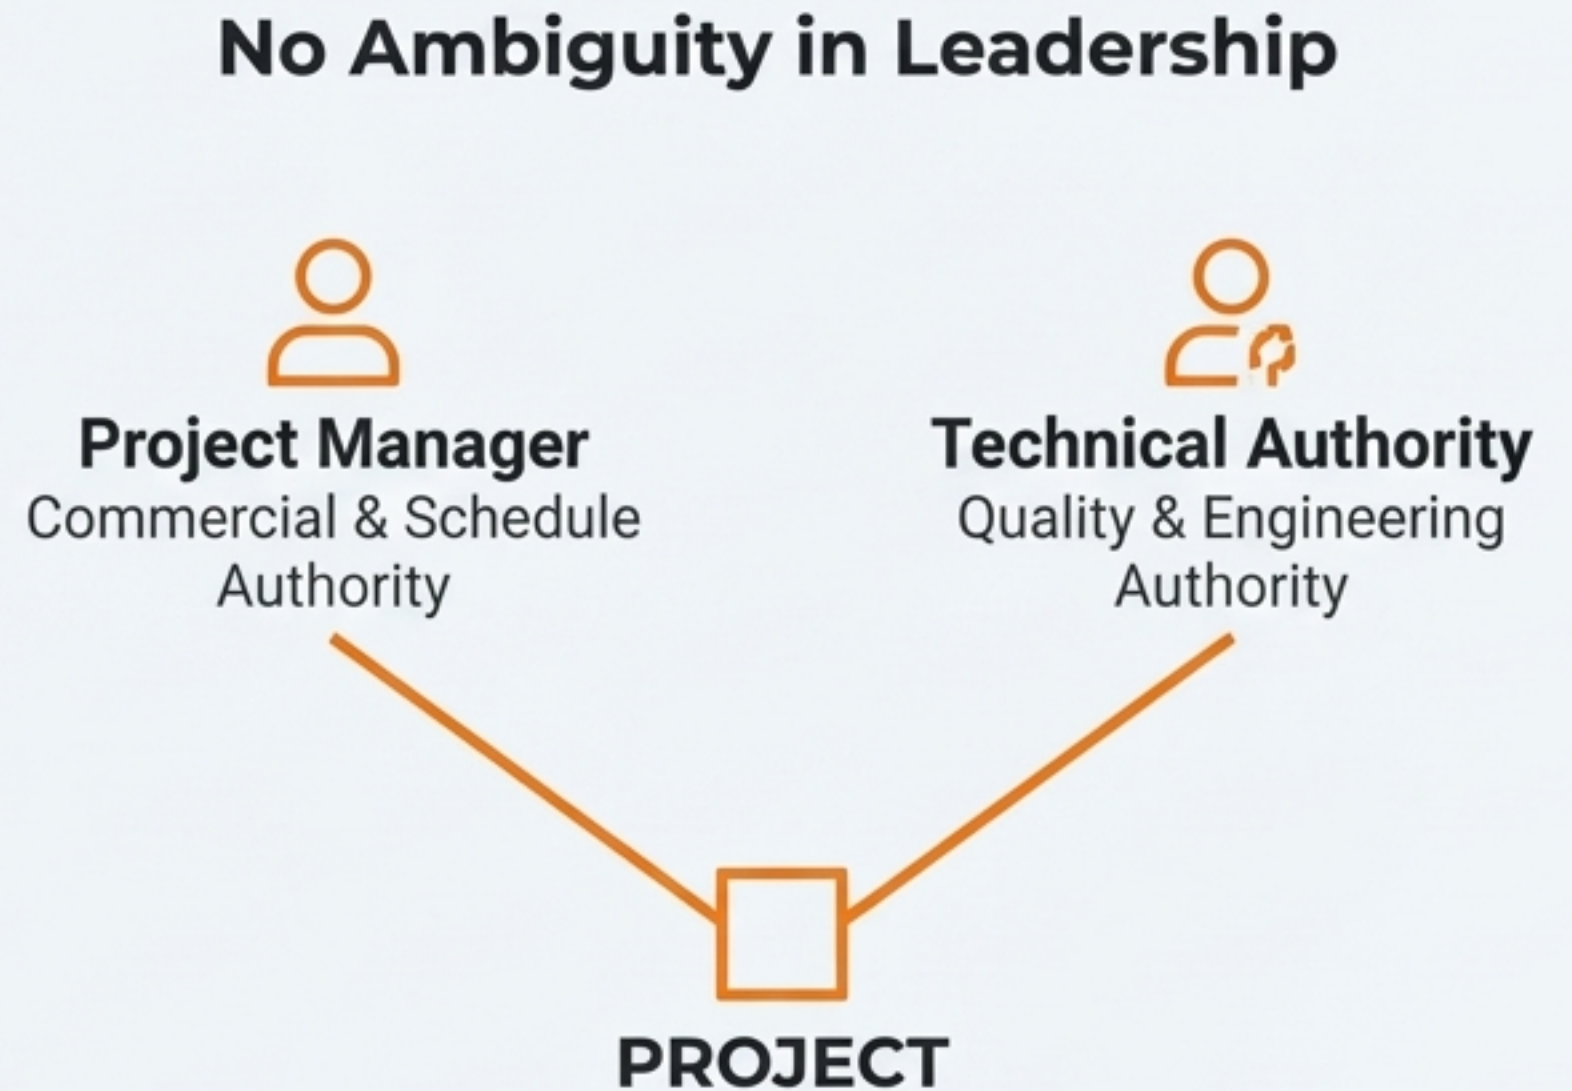 No Ambiguity in Leadership
Project Manager
Commercial & Schedule
Authority
Technical Authority
Quality & Engineering
Authority
PROJECT